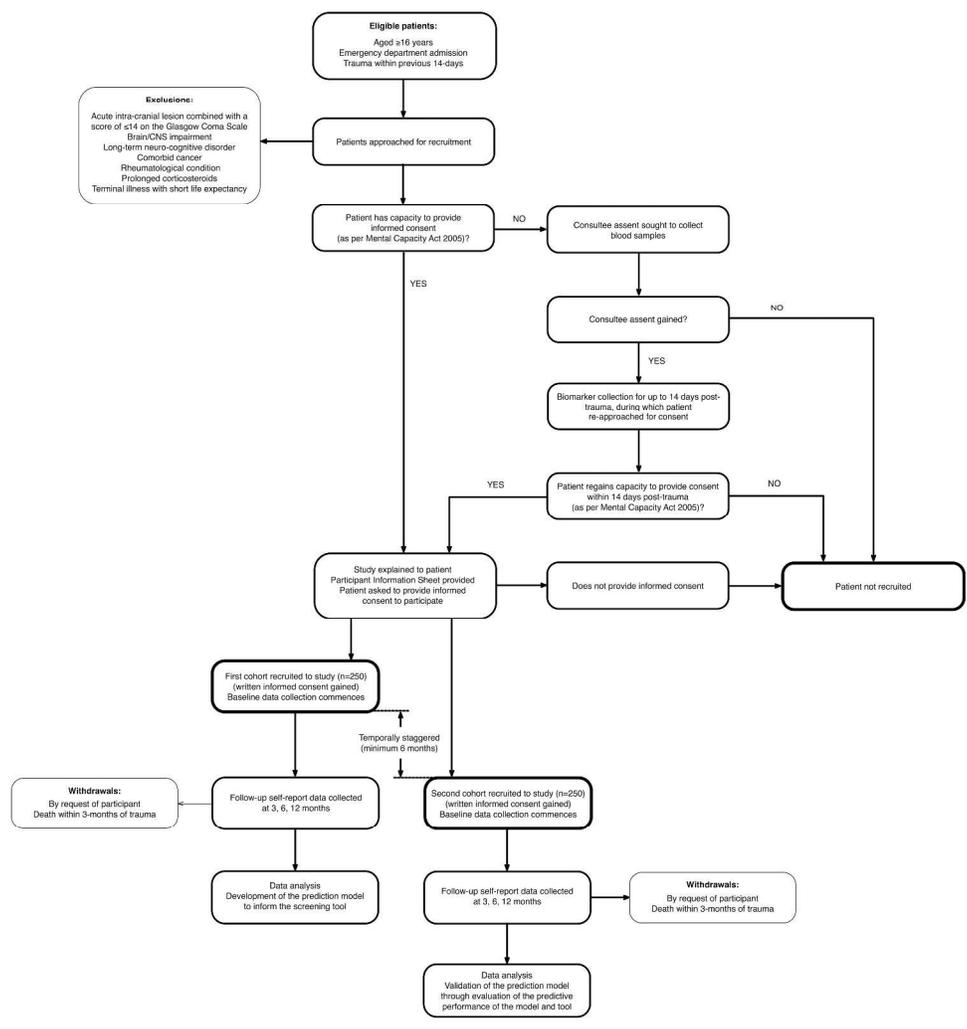 Eligible patients:
Aged ≥16 years
Emergency department admission
Trauma within previous 14-days
Exclusions:
Acute intra-cranial lesion combined with a
score of ≤14 on the Glasgow Coma Scale
Brain/CNS impairment
Long-term neuro-cognitive disorder
Comorbid cancer
Rheumatological condition
Prolonged corticosteroids
Terminal illness with short life expectancy
Patients approached for recruitment
Patient has capacity to provide
informed consent
(as per Mental Capacity Act 2005)?
NO
Consultee assent sought to collect
blood samples
YES
Consultee assent gained?
NO
YES
Biomarker collection for up to 14 days post-
trauma, during which patient
re-approached for consent
Patient regains capacity to provide consent
within 14 days post-trauma
(as per Mental Capacity Act 2005)?
YES
NO
Study explained to patient
Participant Information Sheet provided
Patient asked to provide informed
consent to participate
Does not provide informed consent
Patient not recruited
First cohort recruited to study (n=250)
(written informed consent gained)
Baseline data collection commences
Temporally staggered
(minimum 6 months)
Withdrawals:
By request of participant
Death within 3-months of trauma
Follow-up self-report data collected
at 3, 6, 12 months
Second cohort recruited to study (n=250)
(written informed consent gained)
Baseline data collection commences
Data analysis
Development of the prediction model
to inform the screening tool
Follow-up self-report data collected
at 3, 6, 12 months
Withdrawals:
By request of participant
Death within 3-months of trauma
Data analysis
Validation of the prediction model
through evaluation of the predictive
performance of the model and tool